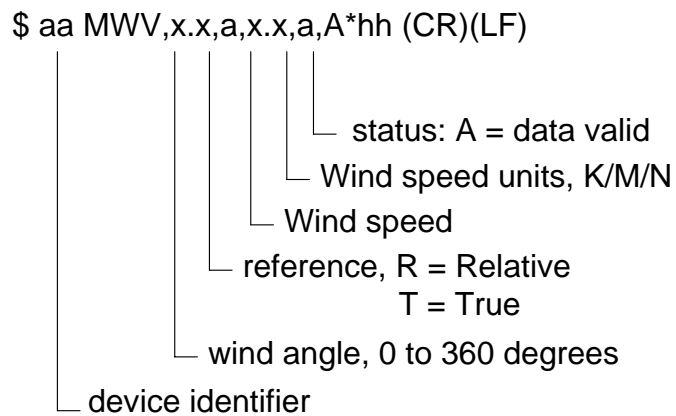 $ aa MWV,x.x,a,x.x,a,A*hh (CR)(LF)
status: A = data valid
Wind speed units, K/M/N
Wind speed
reference, R = Relative
T = True
wind angle, 0 to 360 degrees
device identifier